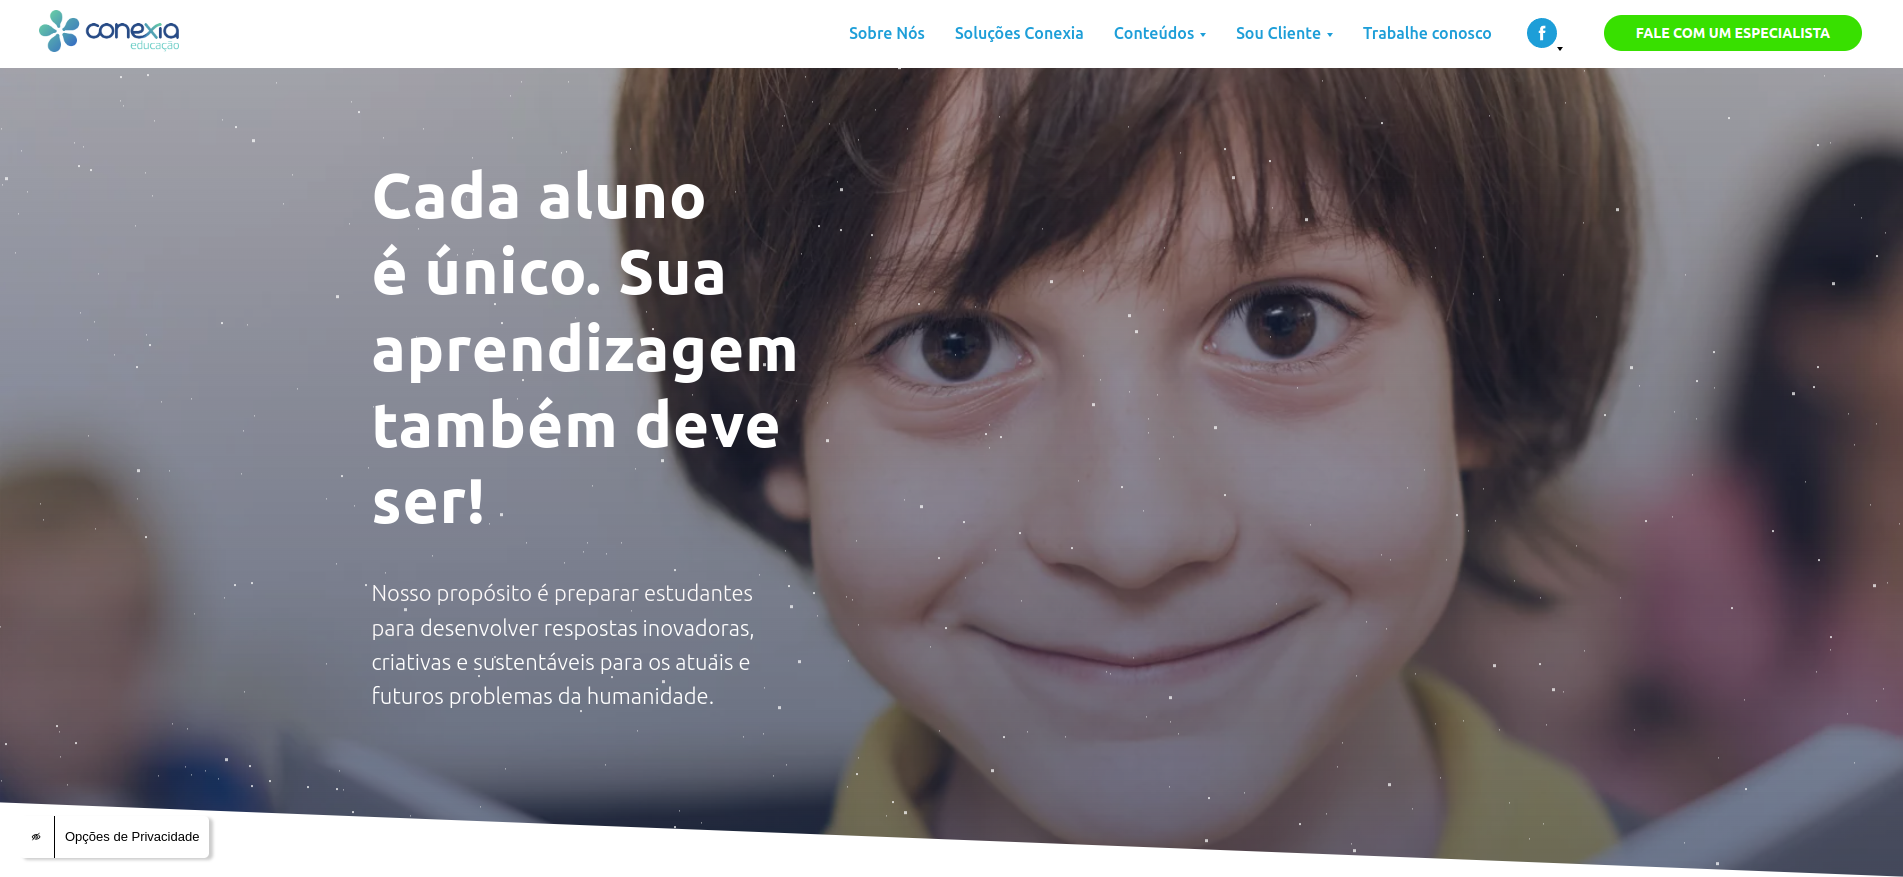 conexia
educação
Sobre Nós
Soluções Conexia
Conteúdos
Sou Cliente
Trabalhe conosco
f
FALE COM UM ESPECIALISTA
Cada aluno
é único. Sua
aprendizagem
também deve
ser!
Nosso propósito é preparar estudantes
para desenvolver respostas inovadoras,
criativas e sustentáveis para os atuais e
futuros problemas da humanidade.
Opções de Privacidade